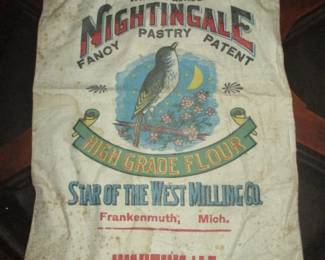 NIGHTINGALE
FANCY PASTRY PATENT
HIGH GRADE FLOUR
STAR OF THE WEST MILLING CO.
Frankenmuth, Mich.